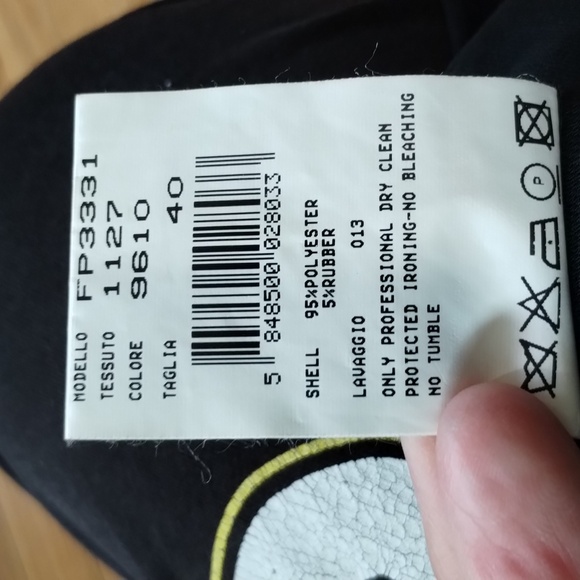 MODELLO FP3331
TESSUTO 1127
COLORE 9610
TAGLIA 40
5 848500 028033
SHELL 95%POLYESTER
5%RUBBER
LAVAGGIO 013
ONLY PROFESSIONAL DRY CLEAN
PROTECTED IRONING-NO BLEACHING
NO TUMBLE
P